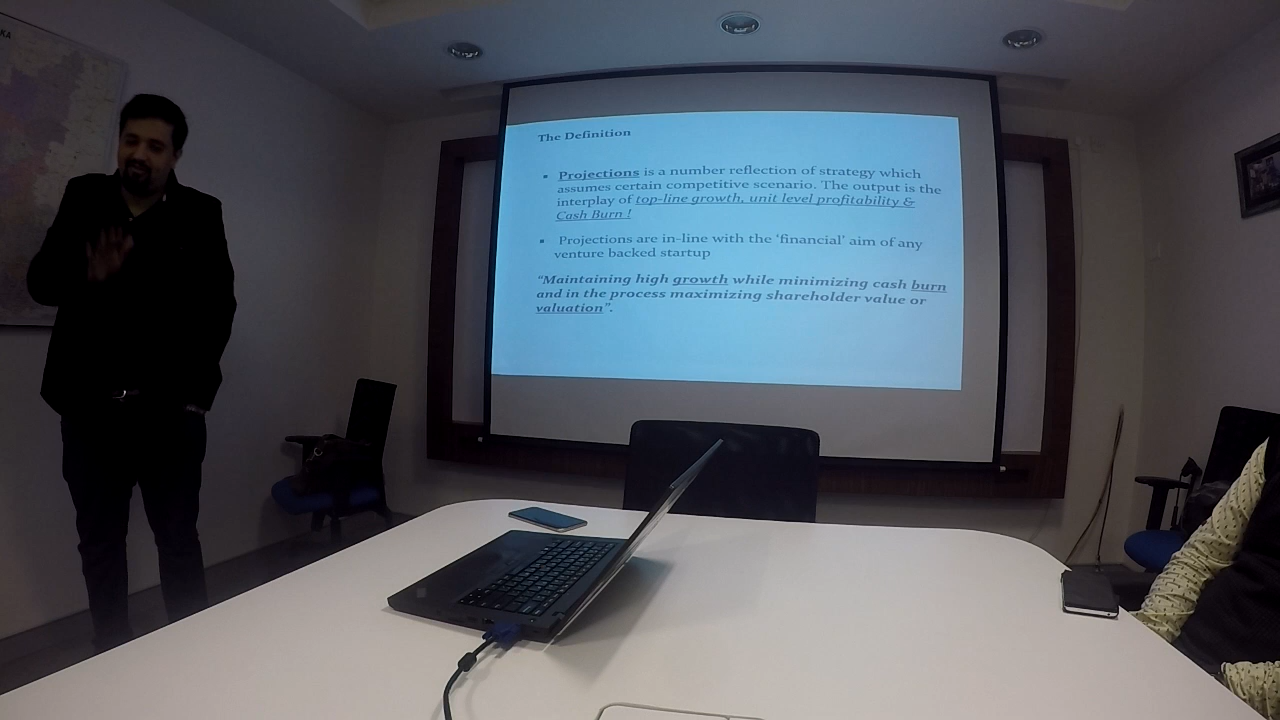 KA
The Definition
Projections is a number reflection of strategy which
assumes certain competitive scenario. The output is the
interplay of top-line growth, unit level profitability &
Cash Burn !
Projections are in-line with the ‘financial’ aim of any
venture backed startup
“Maintaining high growth while minimizing cash burn
and in the process maximizing shareholder value or
valuation”.